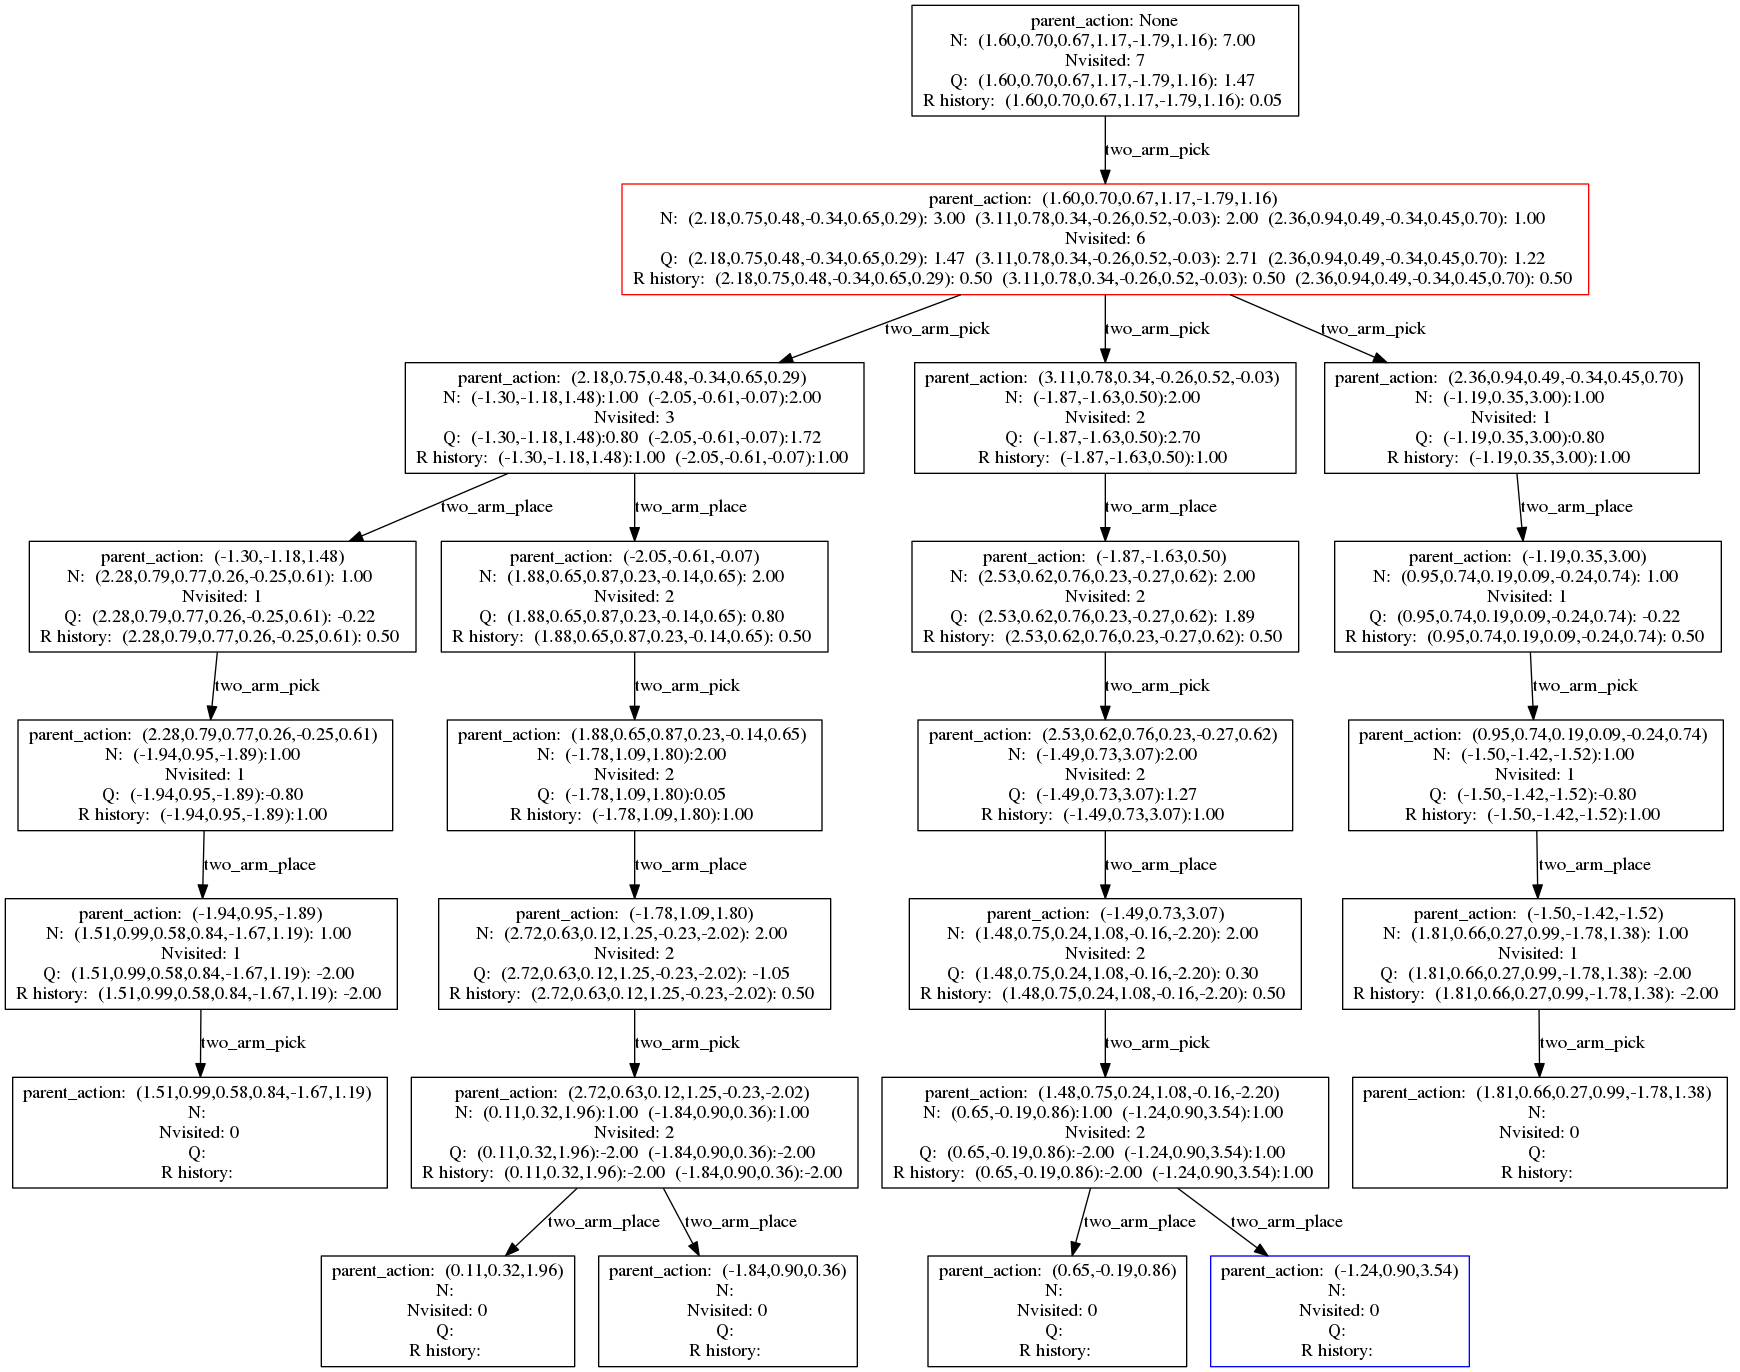 parent_action: None
N: (1.60,0.70,0.67,1.17,-1.79,1.16): 7.00
Nvisited: 7
Q: (1.60,0.70,0.67,1.17,-1.79,1.16): 1.47
R history: (1.60,0.70,0.67,1.17,-1.79,1.16): 0.05
two_arm_pick
parent_action: (1.60,0.70,0.67,1.17,-1.79,1.16)
N: (2.18,0.75,0.48,-0.34,0.65,0.29): 3.00 (3.11,0.78,0.34,-0.26,0.52,-0.03): 2.00 (2.36,0.94,0.49,-0.34,0.45,0.70): 1.00
Nvisited: 6
Q: (2.18,0.75,0.48,-0.34,0.65,0.29): 1.47 (3.11,0.78,0.34,-0.26,0.52,-0.03): 2.71 (2.36,0.94,0.49,-0.34,0.45,0.70): 1.22
R history: (2.18,0.75,0.48,-0.34,0.65,0.29): 0.50 (3.11,0.78,0.34,-0.26,0.52,-0.03): 0.50 (2.36,0.94,0.49,-0.34,0.45,0.70): 0.50
two_arm_pick
two_arm_pick
two_arm_pick
parent_action: (2.18,0.75,0.48,-0.34,0.65,0.29)
N: (-1.30,-1.18,1.48):1.00 (-2.05,-0.61,-0.07):2.00
Nvisited: 3
Q: (-1.30,-1.18,1.48):0.80 (-2.05,-0.61,-0.07):1.72
R history: (-1.30,-1.18,1.48):1.00 (-2.05,-0.61,-0.07):1.00
parent_action: (3.11,0.78,0.34,-0.26,0.52,-0.03)
N: (-1.87,-1.63,0.50):2.00
Nvisited: 2
Q: (-1.87,-1.63,0.50):2.70
R history: (-1.87,-1.63,0.50):1.00
parent_action: (2.36,0.94,0.49,-0.34,0.45,0.70)
N: (-1.19,0.35,3.00):1.00
Nvisited: 1
Q: (-1.19,0.35,3.00):0.80
R history: (-1.19,0.35,3.00):1.00
two_arm_place
two_arm_place
two_arm_place
two_arm_place
parent_action: (-1.30,-1.18,1.48)
N: (2.28,0.79,0.77,0.26,-0.25,0.61): 1.00
Nvisited: 1
Q: (2.28,0.79,0.77,0.26,-0.25,0.61): -0.22
R history: (2.28,0.79,0.77,0.26,-0.25,0.61): 0.50
parent_action: (-2.05,-0.61,-0.07)
N: (1.88,0.65,0.87,0.23,-0.14,0.65): 2.00
Nvisited: 2
Q: (1.88,0.65,0.87,0.23,-0.14,0.65): 0.80
R history: (1.88,0.65,0.87,0.23,-0.14,0.65): 0.50
parent_action: (-1.87,-1.63,0.50)
N: (2.53,0.62,0.76,0.23,-0.27,0.62): 2.00
Nvisited: 2
Q: (2.53,0.62,0.76,0.23,-0.27,0.62): 1.89
R history: (2.53,0.62,0.76,0.23,-0.27,0.62): 0.50
parent_action: (-1.19,0.35,3.00)
N: (0.95,0.74,0.19,0.09,-0.24,0.74): 1.00
Nvisited: 1
Q: (0.95,0.74,0.19,0.09,-0.24,0.74): -0.22
R history: (0.95,0.74,0.19,0.09,-0.24,0.74): 0.50
two_arm_pick
two_arm_pick
two_arm_pick
two_arm_pick
parent_action: (2.28,0.79,0.77,0.26,-0.25,0.61)
N: (-1.94,0.95,-1.89):1.00
Nvisited: 1
Q: (-1.94,0.95,-1.89):-0.80
R history: (-1.94,0.95,-1.89):1.00
parent_action: (1.88,0.65,0.87,0.23,-0.14,0.65)
N: (-1.78,1.09,1.80):2.00
Nvisited: 2
Q: (-1.78,1.09,1.80):0.05
R history: (-1.78,1.09,1.80):1.00
parent_action: (2.53,0.62,0.76,0.23,-0.27,0.62)
N: (-1.49,0.73,3.07):2.00
Nvisited: 2
Q: (-1.49,0.73,3.07):1.27
R history: (-1.49,0.73,3.07):1.00
parent_action: (0.95,0.74,0.19,0.09,-0.24,0.74)
N: (-1.50,-1.42,-1.52):1.00
Nvisited: 1
Q: (-1.50,-1.42,-1.52):-0.80
R history: (-1.50,-1.42,-1.52):1.00
two_arm_place
two_arm_place
two_arm_place
two_arm_place
parent_action: (-1.94,0.95,-1.89)
N: (1.51,0.99,0.58,0.84,-1.67,1.19): 1.00
Nvisited: 1
Q: (1.51,0.99,0.58,0.84,-1.67,1.19): -2.00
R history: (1.51,0.99,0.58,0.84,-1.67,1.19): -2.00
parent_action: (-1.78,1.09,1.80)
N: (2.72,0.63,0.12,1.25,-0.23,-2.02): 2.00
Nvisited: 2
Q: (2.72,0.63,0.12,1.25,-0.23,-2.02): -1.05
R history: (2.72,0.63,0.12,1.25,-0.23,-2.02): 0.50
parent_action: (-1.49,0.73,3.07)
N: (1.48,0.75,0.24,1.08,-0.16,-2.20): 2.00
Nvisited: 2
Q: (1.48,0.75,0.24,1.08,-0.16,-2.20): 0.30
R history: (1.48,0.75,0.24,1.08,-0.16,-2.20): 0.50
parent_action: (-1.50,-1.42,-1.52)
N: (1.81,0.66,0.27,0.99,-1.78,1.38): 1.00
Nvisited: 1
Q: (1.81,0.66,0.27,0.99,-1.78,1.38): -2.00
R history: (1.81,0.66,0.27,0.99,-1.78,1.38): -2.00
two_arm_pick
two_arm_pick
two_arm_pick
two_arm_pick
parent_action: (1.51,0.99,0.58,0.84,-1.67,1.19)
N:
Nvisited: 0
Q:
R history:
parent_action: (2.72,0.63,0.12,1.25,-0.23,-2.02)
N: (0.11,0.32,1.96):1.00 (-1.84,0.90,0.36):1.00
Nvisited: 2
Q: (0.11,0.32,1.96):-2.00 (-1.84,0.90,0.36):-2.00
R history: (0.11,0.32,1.96):-2.00 (-1.84,0.90,0.36):-2.00
parent_action: (1.48,0.75,0.24,1.08,-0.16,-2.20)
N: (0.65,-0.19,0.86):1.00 (-1.24,0.90,3.54):1.00
Nvisited: 2
Q: (0.65,-0.19,0.86):-2.00 (-1.24,0.90,3.54):1.00
R history: (0.65,-0.19,0.86):-2.00 (-1.24,0.90,3.54):1.00
parent_action: (1.81,0.66,0.27,0.99,-1.78,1.38)
N:
Nvisited: 0
Q:
R history:
two_arm_place
two_arm_place
two_arm_place
two_arm_place
parent_action: (0.11,0.32,1.96)
N:
Nvisited: 0
Q:
R history:
parent_action: (-1.84,0.90,0.36)
N:
Nvisited: 0
Q:
R history:
parent_action: (0.65,-0.19,0.86)
N:
Nvisited: 0
Q:
R history:
parent_action: (-1.24,0.90,3.54)
N:
Nvisited: 0
Q:
R history: